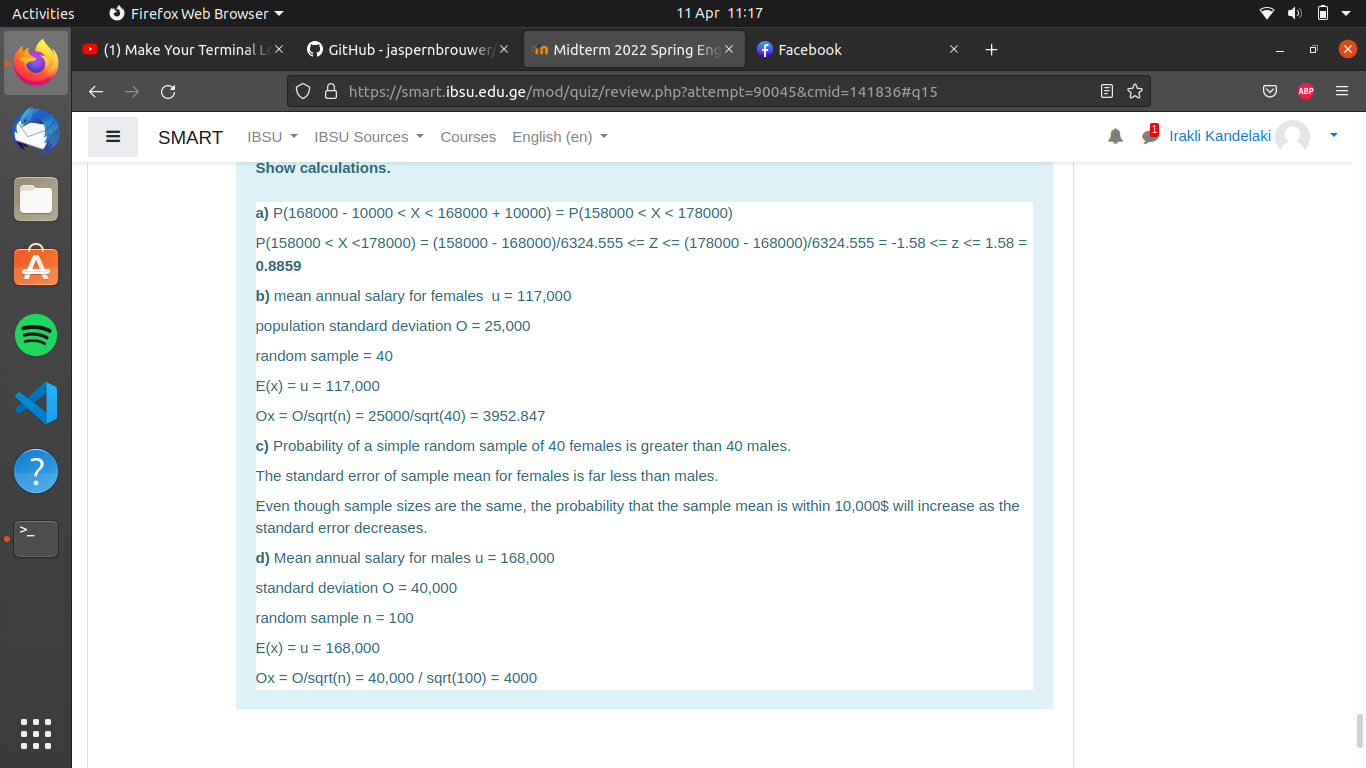 Activities
Firefox Web Browser
11 Apr 11:17
(1) Make Your Terminal Lo
GitHub - jaspernbrouwer/
Midterm 2022 Spring Eng
Facebook
https://smart.ibsu.edu.ge/mod/quiz/review.php?attempt=90045&cmid=141836#q15
ABP
SMART
IBSU
IBSU Sources
Courses
English (en)
1
Irakli Kandelaki
Show calculations.
a) P(168000 - 10000 < X < 168000 + 10000) = P(158000 < X < 178000)
P(158000 < X <178000) = (158000 - 168000)/6324.555 <= Z <= (178000 - 168000)/6324.555 = -1.58 <= z <= 1.58 =
0.8859
b) mean annual salary for females  u = 117,000
population standard deviation O = 25,000
random sample = 40
E(x) = u = 117,000
Ox = O/sqrt(n) = 25000/sqrt(40) = 3952.847
c) Probability of a simple random sample of 40 females is greater than 40 males.
The standard error of sample mean for females is far less than males.
Even though sample sizes are the same, the probability that the sample mean is within 10,000$ will increase as the
standard error decreases.
d) Mean annual salary for males u = 168,000
standard deviation O = 40,000
random sample n = 100
E(x) = u = 168,000
Ox = O/sqrt(n) = 40,000 / sqrt(100) = 4000